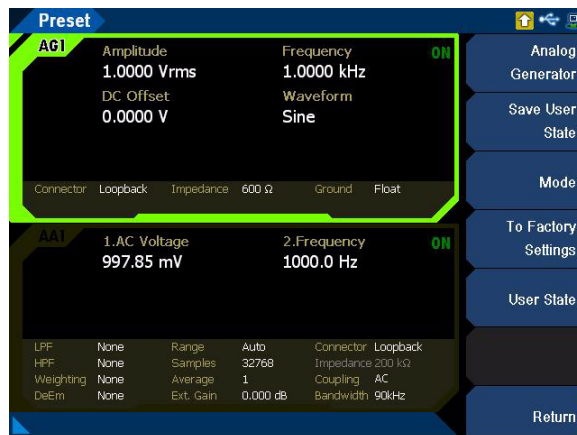 Preset
AG1
Amplitude Frequency ON
1.0000 Vrms 1.0000 kHz
DC Offset Waveform
0.0000 V Sine
Connector Loopback Impedance 600 Ω Ground Float
AA1
1.AC Voltage 2.Frequency ON
997.85 mV 1000.0 Hz
LPF None Range Auto Connector Loopback
HPF None Samples 32768 Impedance 200 kΩ
Weighting None Average 1 Coupling AC
DeEm None Ext. Gain 0.000 dB Bandwidth 90kHz
Analog
Generator
Save User
State
Mode
To Factory
Settings
User State
Return